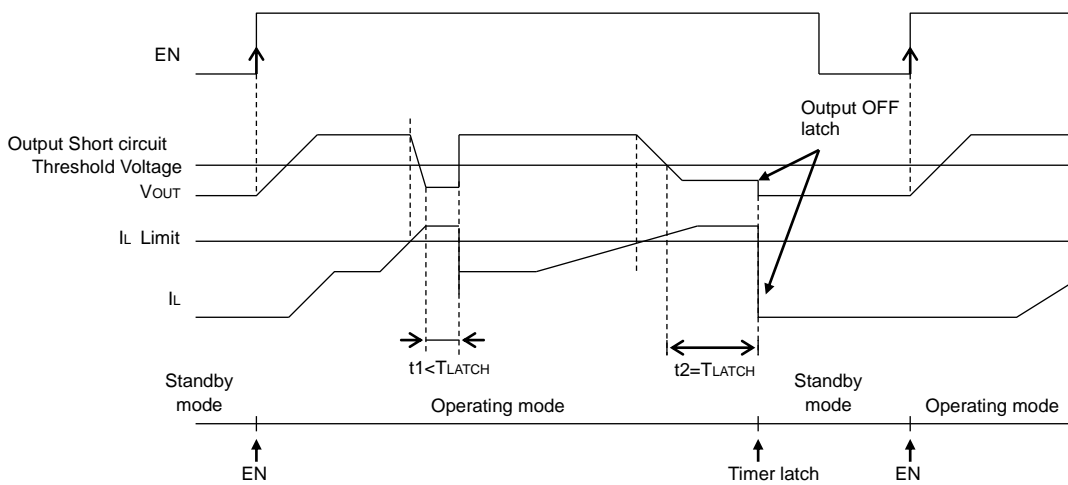 EN
Output OFF
latch
Output Short circuit
Threshold Voltage
VOUT
IL Limit
IL
t1<TLATCH
t2=TLATCH
Standby
mode
Operating mode
Standby
mode
Operating mode
EN
Timer latch
EN